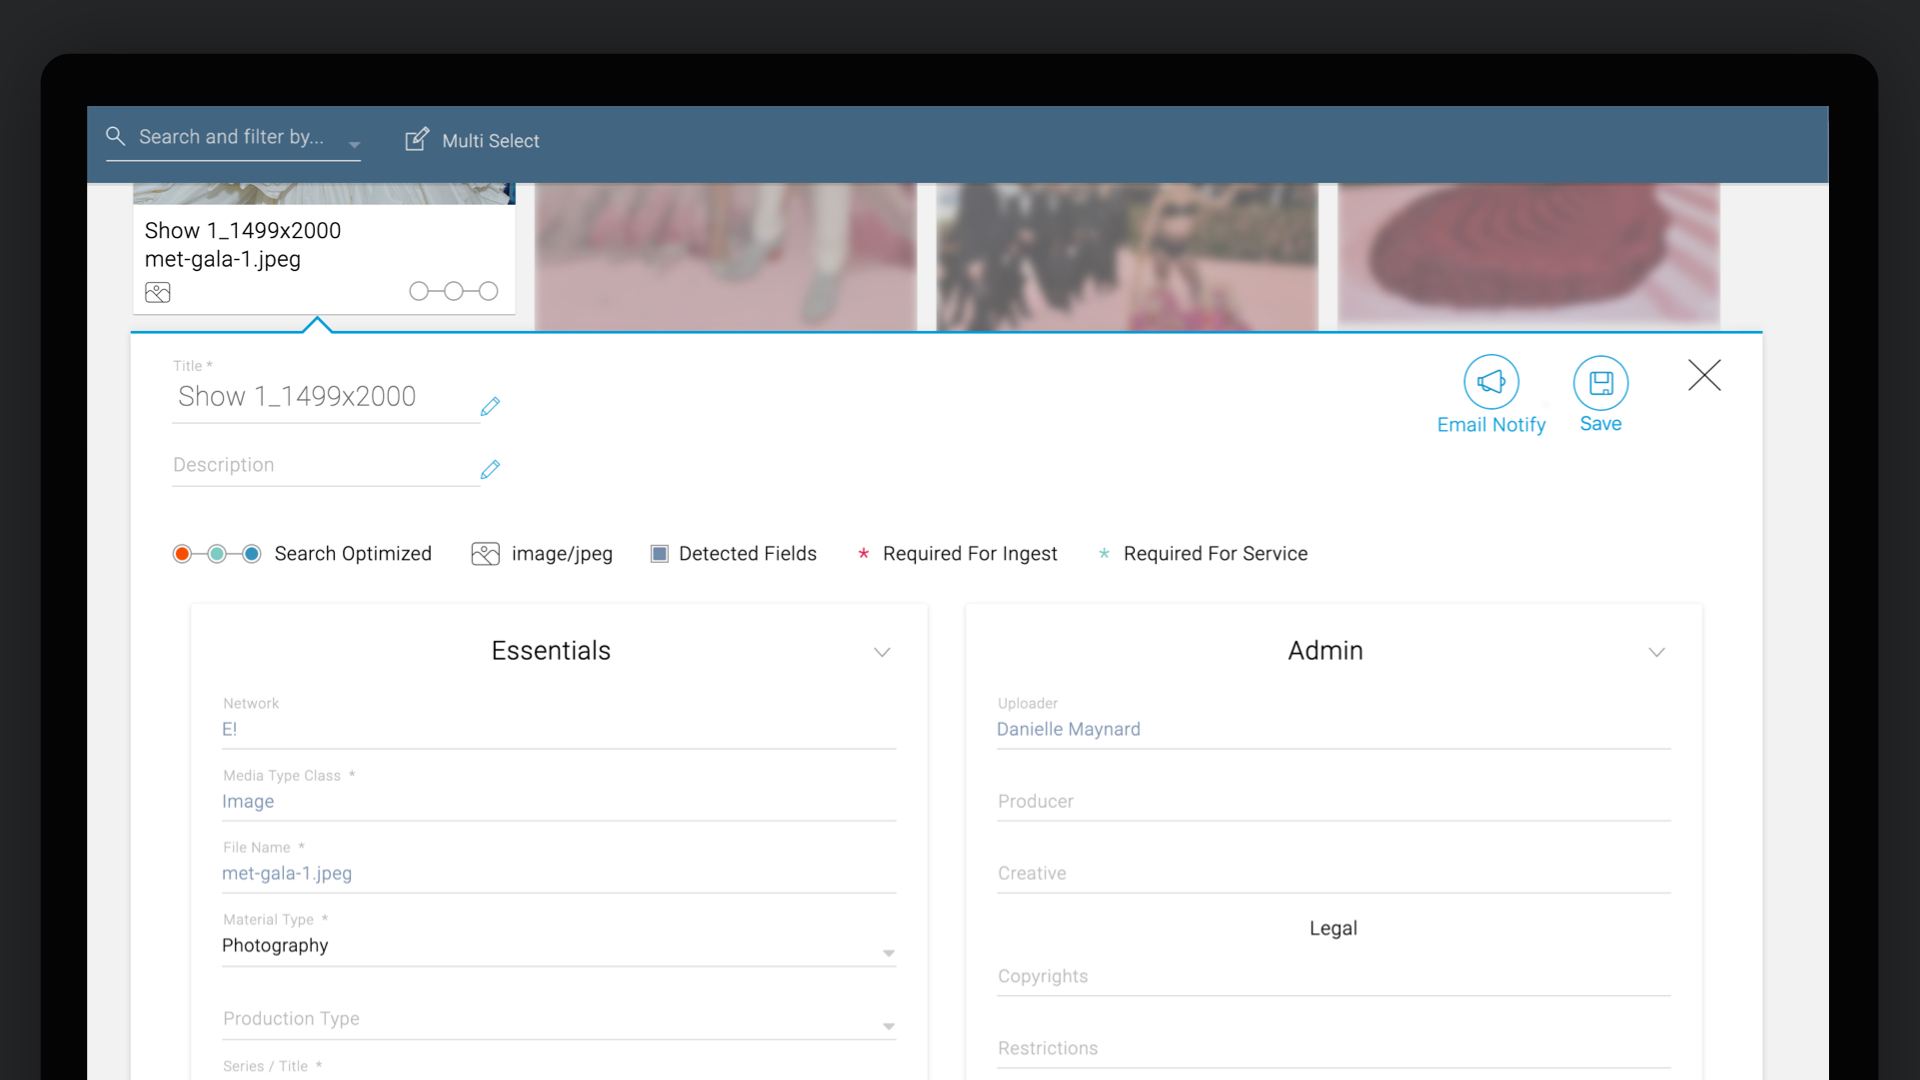 Search and filter by...
Multi Select
Show 1_1499x2000
met-gala-1.jpeg
Title *
Show 1_1499x2000
Email Notify
Save
Description
Search Optimized
image/jpeg
Detected Fields
* Required For Ingest
* Required For Service
Essentials
Network
E!
Media Type Class *
Image
File Name *
met-gala-1.jpeg
Material Type *
Photography
Production Type
Series / Title *
Admin
Uploader
Danielle Maynard
Producer
Creative
Legal
Copyrights
Restrictions